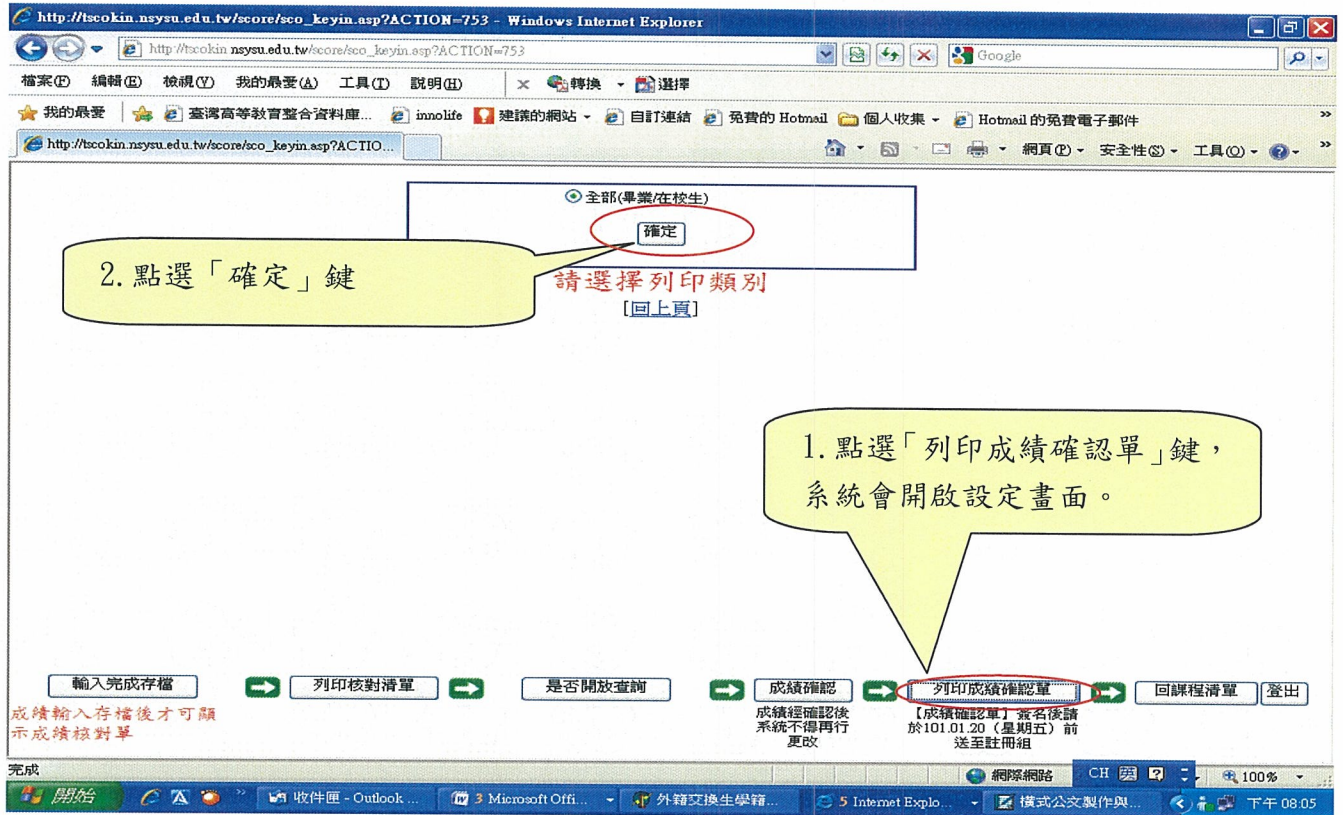 http://tscokin.nsysu.edu.tw/score/sco_keyin.asp?ACTION=753 - Windows Internet Explorer
http://tscokin.nsysu.edu.tw/score/sco_keyin.asp?ACTION=753
Google
檔案(F) 編輯(E) 檢視(V) 我的最愛(A) 工具(T) 說明(H) x 轉換 選擇
我的最愛 臺灣高等教育整合資料庫... innolife 建議的網站 自訂連結 免費的 Hotmail 個人收集 Hotmail 的免費電子郵件 »
http://tscokin.nsysu.edu.tw/score/sco_keyin.asp?ACTIO... 網頁(P) 安全性(S) 工具(O) »
全部(畢業/在校生)
確定
2.點選「確定」鍵
請選擇列印類別
[回上頁]
1.點選「列印成績確認單」鍵，
系統會開啟設定畫面。
輸入完成存檔 列印核對清單 是否開放查詢 成績確認 列印成績確認單 回課程清單 登出
成績輸入存檔後才可顯
示成績核對單
成績經確認後
系統不得再行
更改
【成績確認單】簽名後請
於101.01.20（星期五）前
送至註冊組
完成 網際網路 CH 英 100%
開始 » 收件匣 - Outlook ... 3 Microsoft Offi... 外籍交換生學籍... 5 Internet Explo... 橫式公文製作與... 下午 08:05